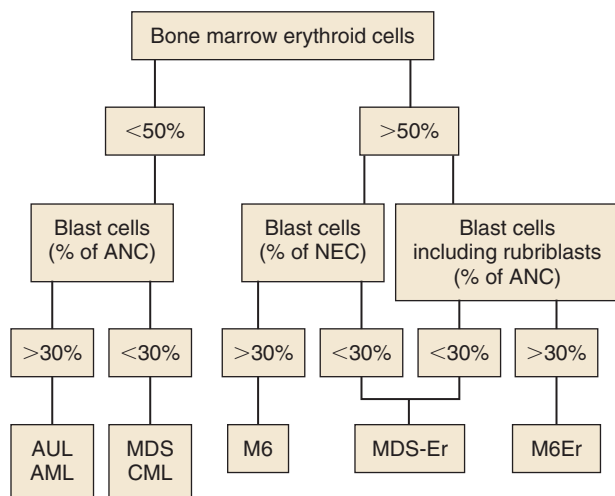 Bone marrow erythroid cells
<50%
>50%
Blast cells
(% of ANC)
Blast cells
(% of NEC)
Blast cells
including rubriblasts
(% of ANC)
>30%
<30%
>30%
<30%
<30%
>30%
AUL
AML
MDS
CML
M6
MDS-Er
M6Er